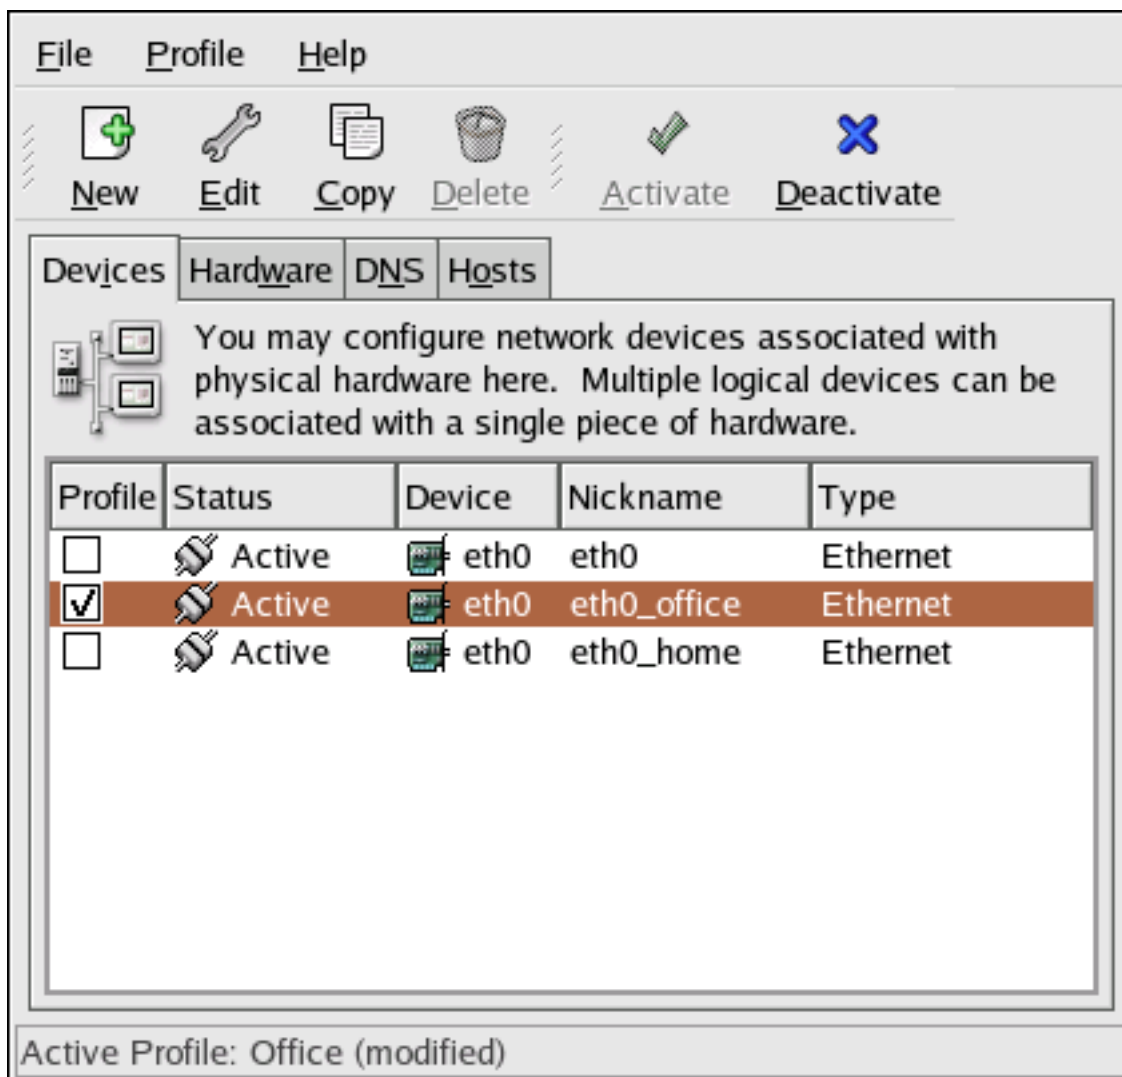 File Profile Help
New Edit Copy Delete Activate Deactivate
Devices Hardware DNS Hosts
You may configure network devices associated with
physical hardware here. Multiple logical devices can be
associated with a single piece of hardware.
Profile Status Device Nickname Type
Active eth0 eth0 Ethernet
Active eth0 eth0_office Ethernet
Active eth0 eth0_home Ethernet
Active Profile: Office (modified)